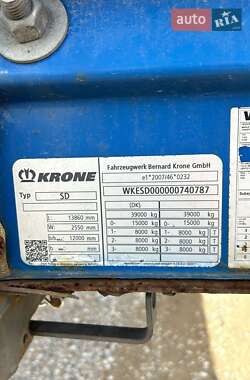 AUTO.RIA
KRONE
Fahrzeugwerk Bernard Krone GmbH
e1*2007/46*0232
Typ SD
WKESD000000740787
(DK)
39000 kg 39000 kg
L: 13860 mm 0- 15000 kg 0- 15000 kg
W: 2550 mm 1- 8000 kg 1- 8000 kg T
12000 mm 2- 8000 kg 2- 8000 kg T
3- 8000 kg 3- 8000 kg T